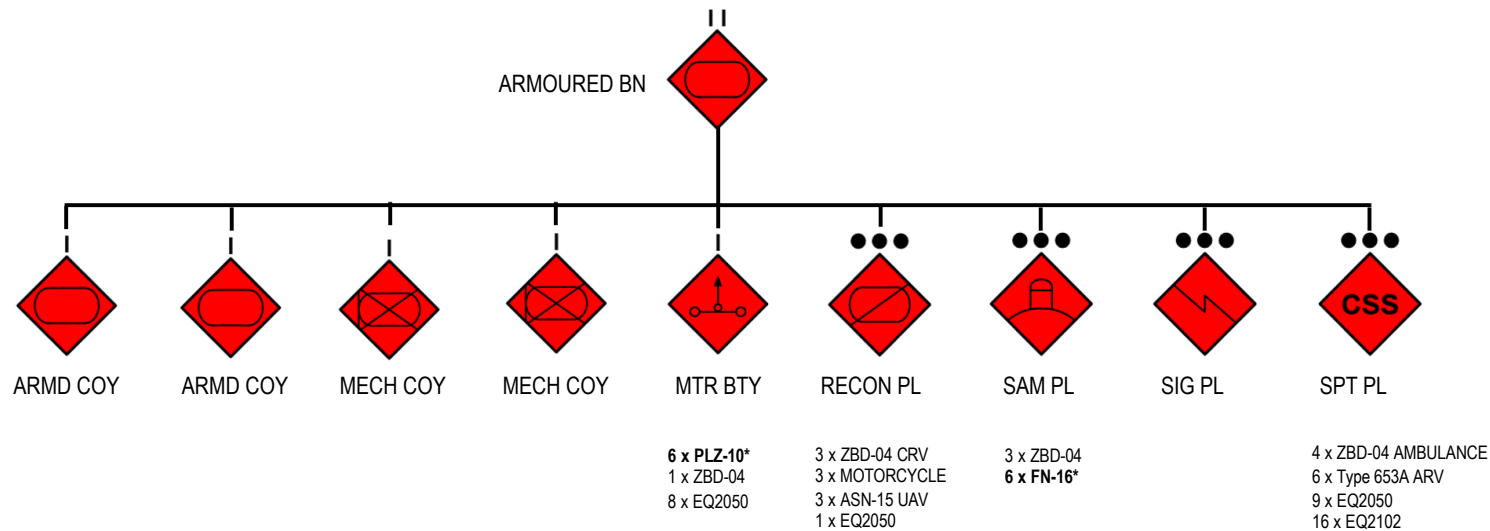 ARMOURED BN
CSS
ARMD COY
ARMD COY
MECH COY
MECH COY
MTR BTY
RECON PL
SAM PL
SIG PL
SPT PL
6 x PLZ-10*
1 x ZBD-04
8 x EQ2050
3 x ZBD-04 CRV
3 x MOTORCYCLE
3 x ASN-15 UAV
1 x EQ2050
3 x ZBD-04
6 x FN-16*
4 x ZBD-04 AMBULANCE
6 x Type 653A ARV
9 x EQ2050
16 x EQ2102